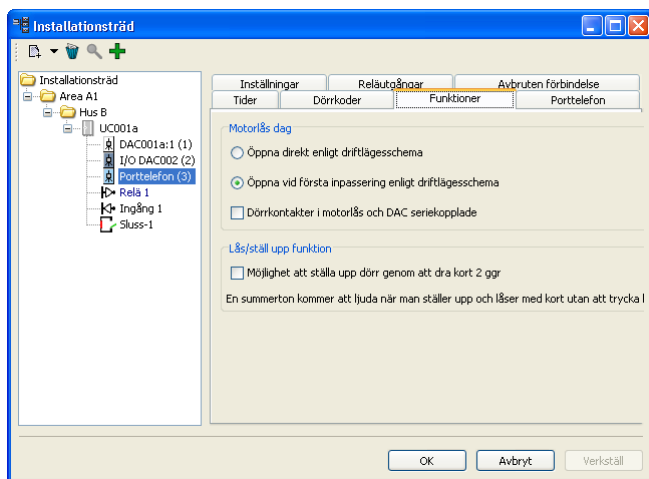 Installationsträd
Installationsträd
Area A1
Hus B
UC001a
DAC001a:1 (1)
I/O DAC002 (2)
Porttelefon (3)
Relä 1
Ingång 1
Sluss-1
Inställningar Reläutgångar Avbruten förbindelse
Tider Dörrkoder Funktioner Porttelefon
Motorlås dag
Öppna direkt enligt driftlägesschema
Öppna vid första inpassering enligt driftlägesschema
Dörrkontakter i motorlås och DAC seriekopplade
Lås/ställ upp funktion
Möjlighet att ställa upp dörr genom att dra kort 2 ggr
En summerton kommer att ljuda när man ställer upp och låser med kort utan att trycka
OK Avbryt Verkställ